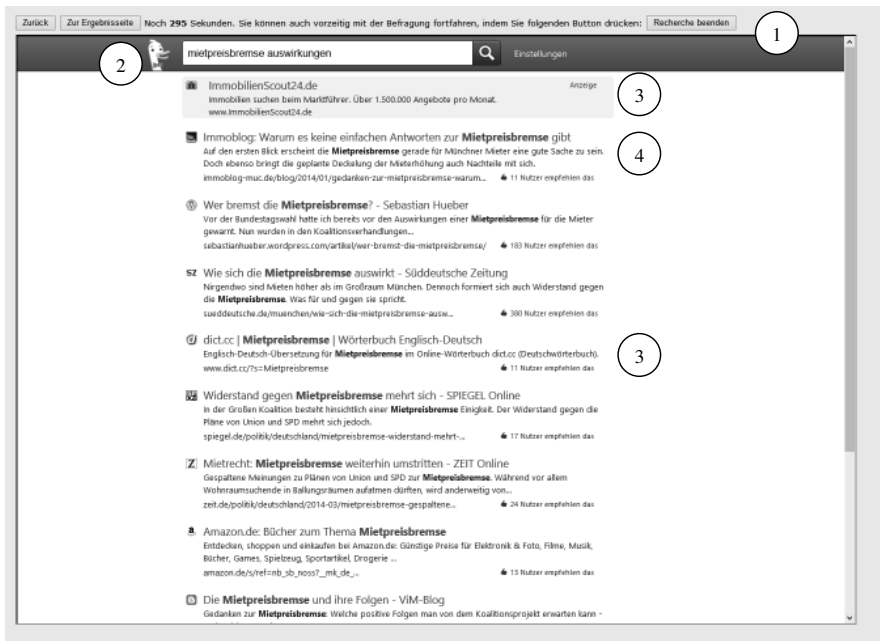 Zurück Zur Ergebnisseite Noch 295 Sekunden. Sie können auch vorzeitig mit der Befragung fortfahren, indem Sie folgenden Button drücken: Recherche beenden
1
2
mietpreisbremse auswirkungen Einstellungen
ImmobilienScout24.de Anzeige
Immobilien suchen beim Marktführer. Über 1.500.000 Angebote pro Monat.
www.ImmobilienScout24.de
3
Immoblog: Warum es keine einfachen Antworten zur Mietpreisbremse gibt
Auf den ersten Blick erscheint die Mietpreisbremse gerade für Münchner Mieter eine gute Sache zu sein.
Doch ebenso bringt die geplante Deckelung der Mieterhöhung auch Nachteile mit sich.
immoblog-muc.de/blog/2014/01/gedanken-zur-mietpreisbremse-warum... 11 Nutzer empfehlen das
4
Wer bremst die Mietpreisbremse? - Sebastian Hueber
Vor der Bundestagswahl hatte ich bereits vor den Auswirkungen einer Mietpreisbremse für die Mieter
gewarnt. Nun wurden in den Koalitionsverhandlungen...
sebastianhueber.wordpress.com/artikel/wer-bremst-die-mietpreisbremse/ 183 Nutzer empfehlen das
SZ Wie sich die Mietpreisbremse auswirkt - Süddeutsche Zeitung
Nirgendwo sind Mieten höher als im Großraum München. Dennoch formiert sich auch Widerstand gegen
die Mietpreisbremse. Was für und gegen sie spricht.
sueddeutsche.de/muenchen/wie-sich-die-mietpreisbremse-ausw... 380 Nutzer empfehlen das
dict.cc | Mietpreisbremse | Wörterbuch Englisch-Deutsch
Englisch-Deutsch-Übersetzung für Mietpreisbremse im Online-Wörterbuch dict.cc (Deutschwörterbuch).
www.dict.cc/?s=Mietpreisbremse 11 Nutzer empfehlen das
3
Widerstand gegen Mietpreisbremse mehrt sich - SPIEGEL Online
In der Großen Koalition besteht hinsichtlich einer Mietpreisbremse Einigkeit. Der Widerstand gegen die
Pläne von Union und SPD mehrt sich jedoch.
spiegel.de/politik/deutschland/mietpreisbremse-widerstand-mehrt-... 17 Nutzer empfehlen das
Z Mietrecht: Mietpreisbremse weiterhin umstritten - ZEIT Online
Gespaltene Meinungen zu Plänen von Union und SPD zur Mietpreisbremse. Während vor allem
Wohnraumsuchende in Ballungsräumen aufatmen dürften, wird anderweitig von...
zeit.de/politik/deutschland/2014-03/mietpreisbremse-gespaltene... 24 Nutzer empfehlen das
a Amazon.de: Bücher zum Thema Mietpreisbremse
Entdecken, shoppen und einkaufen bei Amazon.de: Günstige Preise für Elektronik & Foto, Filme, Musik,
Bücher, Games, Spielzeug, Sportartikel, Drogerie ...
amazon.de/s/ref=nb_sb_noss?__mk_de_... 13 Nutzer empfehlen das
Die Mietpreisbremse und ihre Folgen - ViM-Blog
Gedanken zur Mietpreisbremse: Welche positive Folgen man von dem Koalitionsprojekt erwarten kann -